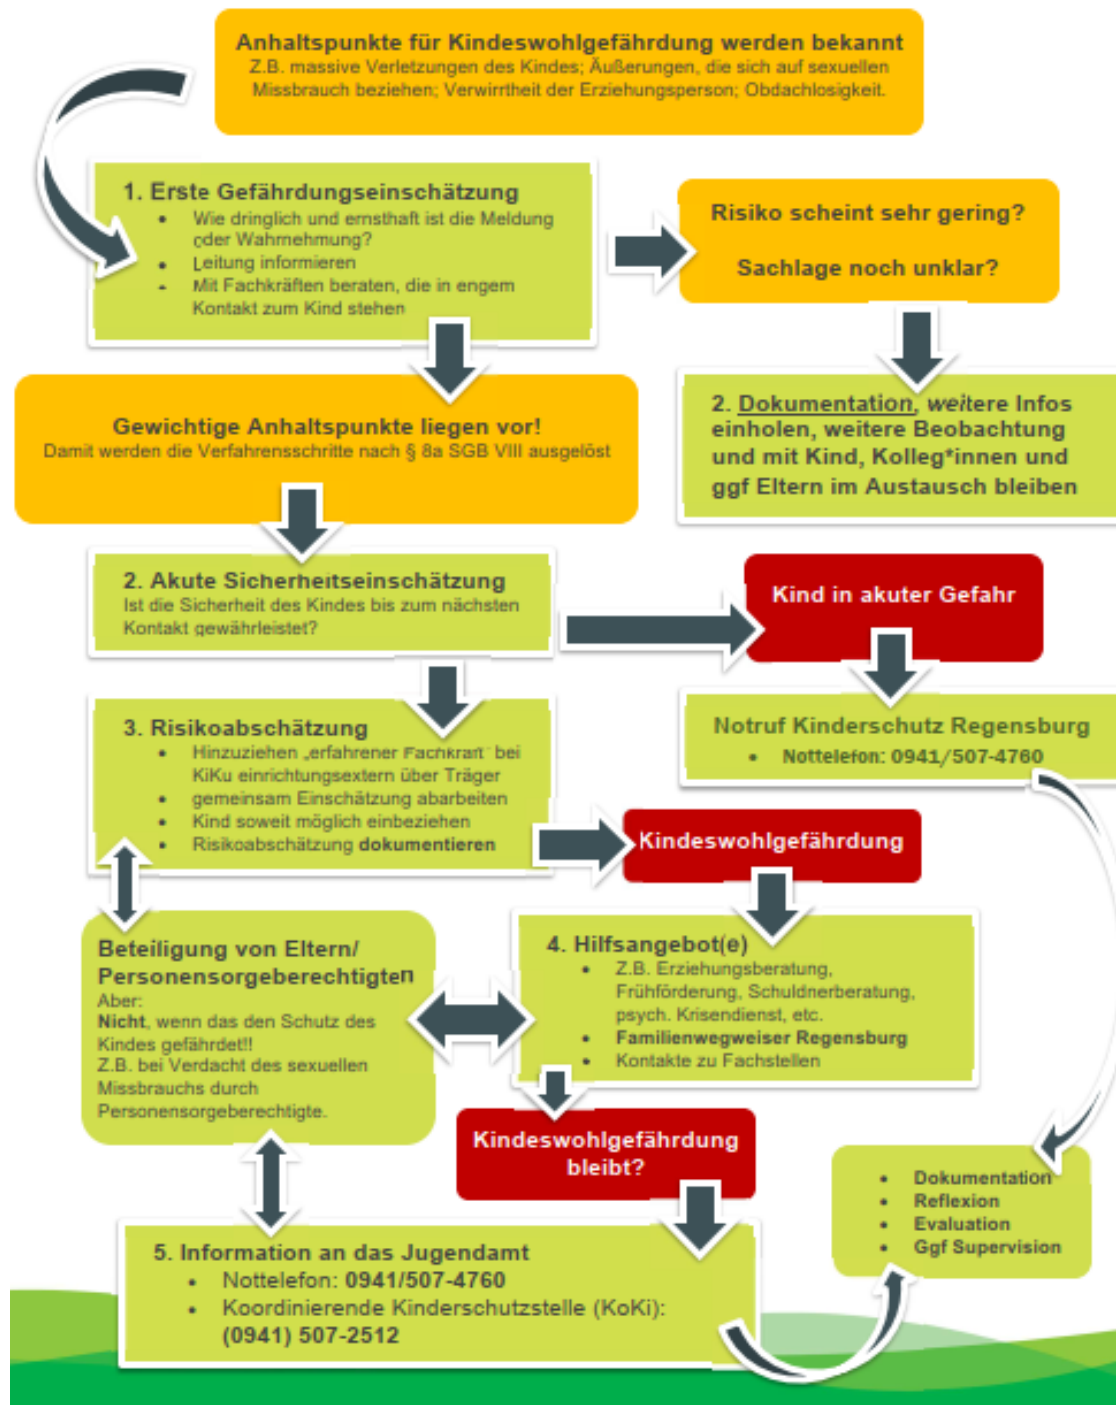 Anhaltspunkte für Kindeswohlgefährdung werden bekannt
Z.B. massive Verletzungen des Kindes; Äußerungen, die sich auf sexuellen
Missbrauch beziehen; Verwirrtheit der Erziehungsperson; Obdachlosigkeit.
1. Erste Gefährdungseinschätzung
• Wie dringlich und ernsthaft ist die Meldung
oder Wahrnehmung?
• Leitung informieren
• Mit Fachkräften beraten, die in engem
Kontakt zum Kind stehen
Risiko scheint sehr gering?
Sachlage noch unklar?
Gewichtige Anhaltspunkte liegen vor!
Damit werden die Verfahrensschritte nach § 8a SGB VIII ausgelöst
2. Dokumentation, weitere Infos
einholen, weitere Beobachtung
und mit Kind, Kolleg*innen und
ggf Eltern im Austausch bleiben
2. Akute Sicherheitseinschätzung
Ist die Sicherheit des Kindes bis zum nächsten
Kontakt gewährleistet?
Kind in akuter Gefahr
3. Risikoabschätzung
• Hinzuziehen „erfahrener Fachkraft" bei
KiKu einrichtungsextern über Träger
• gemeinsam Einschätzung abarbeiten
• Kind soweit möglich einbeziehen
• Risikoabschätzung dokumentieren
Notruf Kinderschutz Regensburg
• Nottelefon: 0941/507-4760
Kindeswohlgefährdung
Beteiligung von Eltern/
Personensorgeberechtigten
Aber:
Nicht, wenn das den Schutz des
Kindes gefährdet!!
Z.B. bei Verdacht des sexuellen
Missbrauchs durch
Personensorgeberechtigte.
4. Hilfsangebot(e)
• Z.B. Erziehungsberatung,
Frühförderung, Schuldnerberatung,
psych. Krisendienst, etc.
• Familienwegweiser Regensburg
• Kontakte zu Fachstellen
Kindeswohlgefährdung
bleibt?
• Dokumentation
• Reflexion
• Evaluation
• Ggf Supervision
5. Information an das Jugendamt
• Nottelefon: 0941/507-4760
• Koordinierende Kinderschutzstelle (KoKi):
(0941) 507-2512